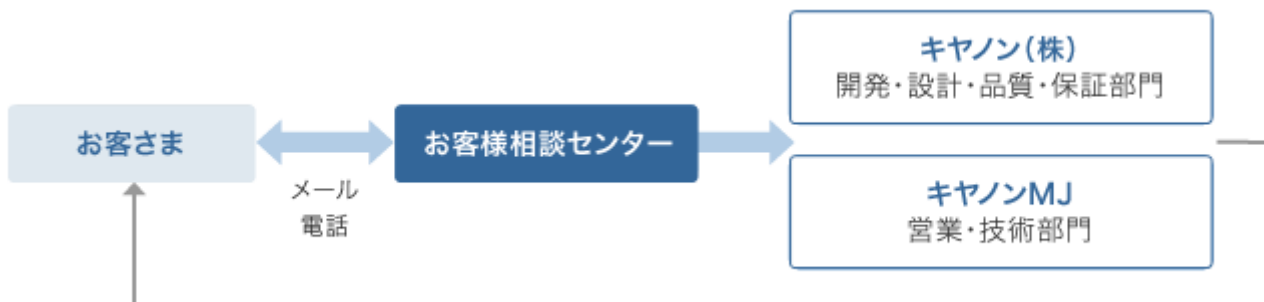 キヤノン(株)
開発・設計・品質・保証部門
お客さま
お客様相談センター
メール
電話
キヤノンMJ
営業・技術部門